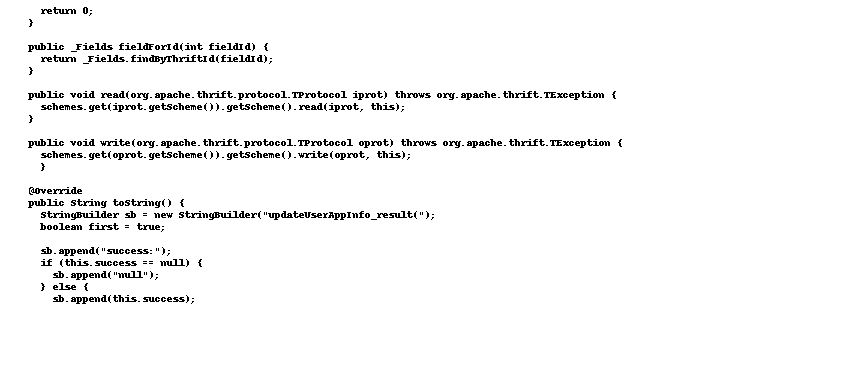 return 0;
}

public _Fields fieldForId(int fieldId) {
  return _Fields.findByThriftId(fieldId);
}

public void read(org.apache.thrift.protocol.TProtocol iprot) throws org.apache.thrift.TException {
  schemes.get(iprot.getScheme()).getScheme().read(iprot, this);
}

public void write(org.apache.thrift.protocol.TProtocol oprot) throws org.apache.thrift.TException {
  schemes.get(oprot.getScheme()).getScheme().write(oprot, this);
  }

@Override
public String toString() {
  StringBuilder sb = new StringBuilder("updateUserAppInfo_result(");
  boolean first = true;

  sb.append("success:");
  if (this.success == null) {
    sb.append("null");
  } else {
    sb.append(this.success);